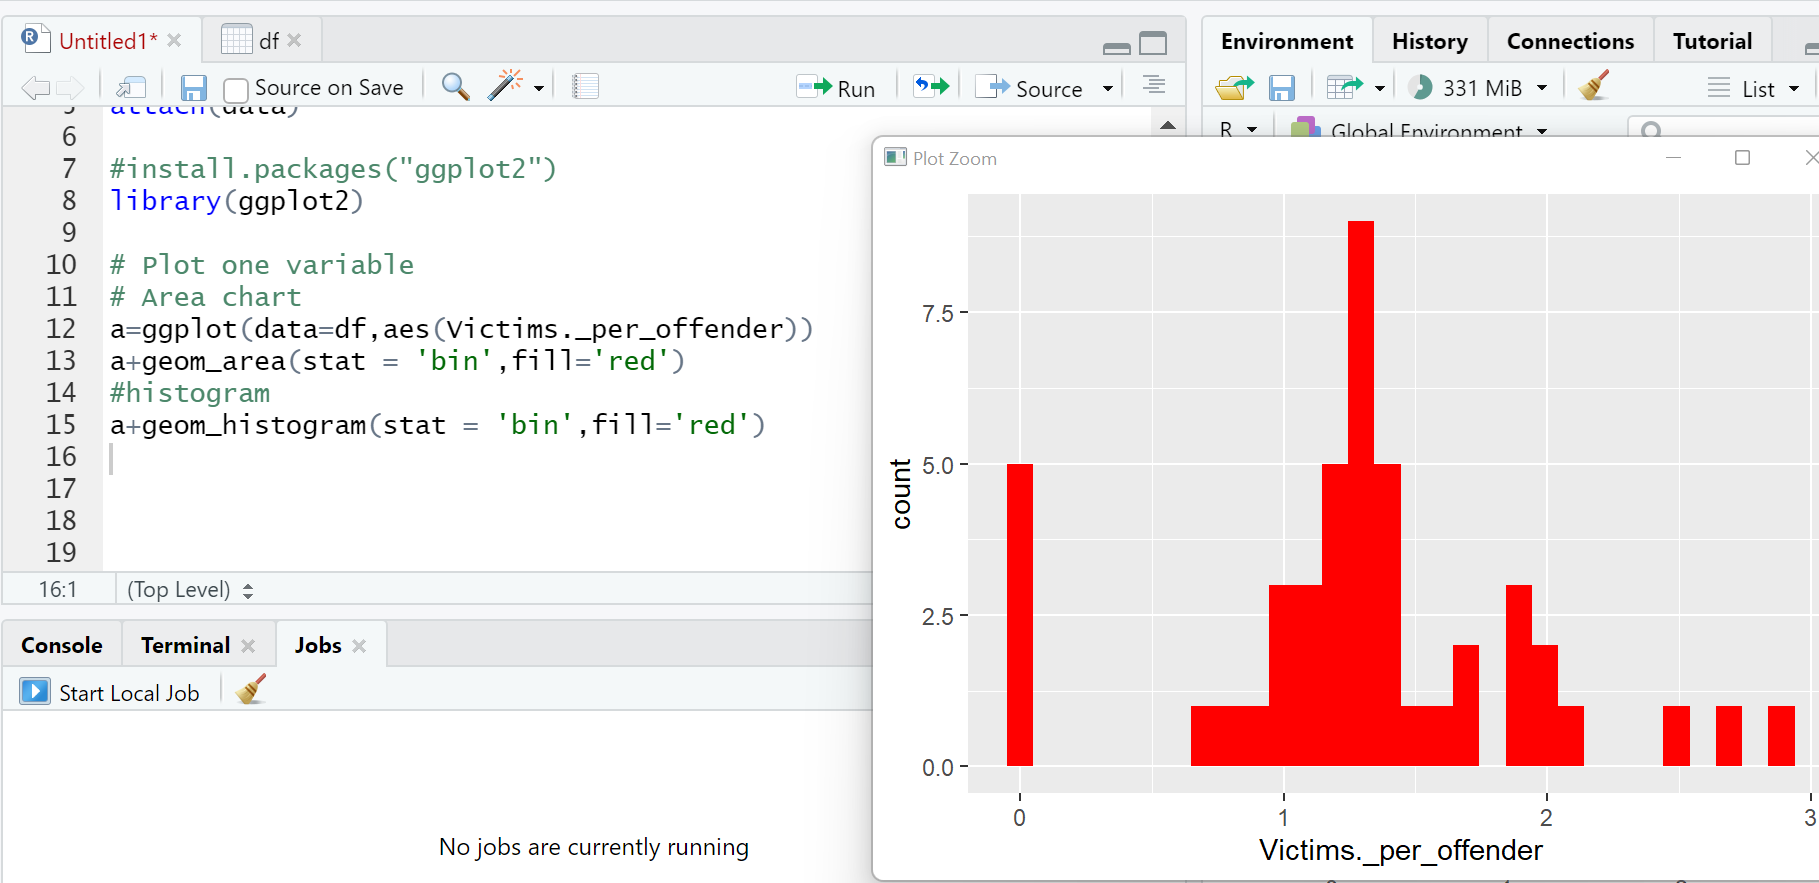 Untitled1*
df
Source on Save
Run
Source
5 attach(data)
6
7 #install.packages("ggplot2")
8 library(ggplot2)
9
10 # Plot one variable
11 # Area chart
12 a=ggplot(data=df,aes(Victims._per_offender))
13 a+geom_area(stat = 'bin',fill='red')
14 #histogram
15 a+geom_histogram(stat = 'bin',fill='red')
16
17
18
19
16:1 (Top Level)
Console Terminal Jobs
Start Local Job
No jobs are currently running
Environment History Connections Tutorial
331 MiB List
R Global Environment
Plot Zoom
count
7.5
5.0
2.5
0.0
0 1 2 3
Victims._per_offender